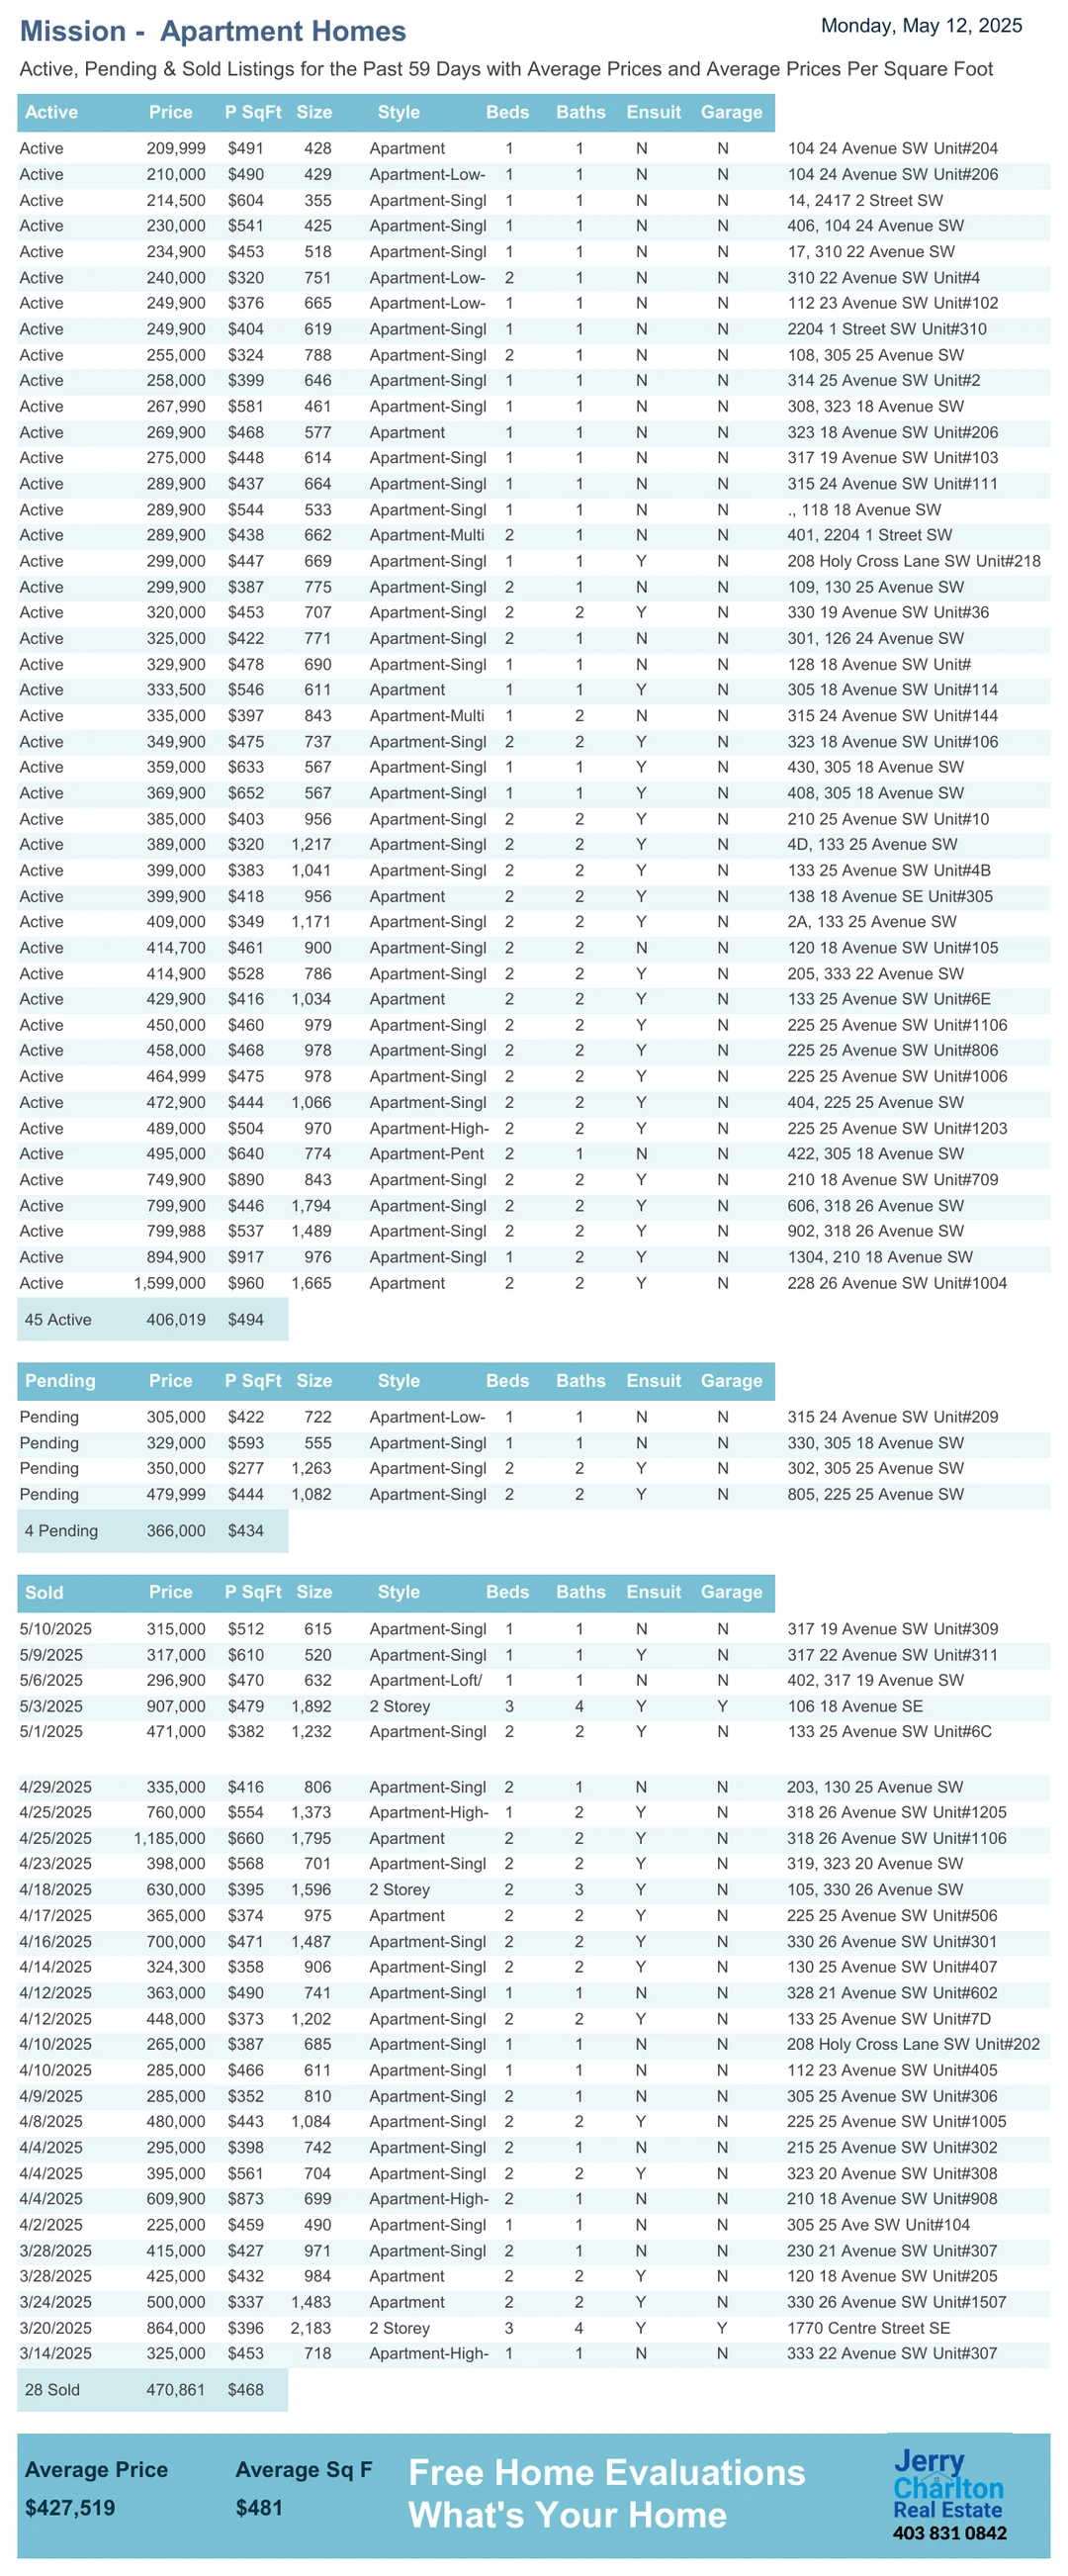 Mission -  Apartment Homes
Monday, May 12, 2025
Active, Pending & Sold Listings for the Past 59 Days with Average Prices and Average Prices Per Square Foot
Active Price P SqFt Size Style Beds Baths Ensuit Garage
Active 209,999 $491 428 Apartment 1 1 N N 104 24 Avenue SW Unit#204
Active 210,000 $490 429 Apartment-Low- 1 1 N N 104 24 Avenue SW Unit#206
Active 214,500 $604 355 Apartment-Singl 1 1 N N 14, 2417 2 Street SW
Active 230,000 $541 425 Apartment-Singl 1 1 N N 406, 104 24 Avenue SW
Active 234,900 $453 518 Apartment-Singl 1 1 N N 17, 310 22 Avenue SW
Active 240,000 $320 751 Apartment-Low- 2 1 N N 310 22 Avenue SW Unit#4
Active 249,900 $376 665 Apartment-Low- 1 1 N N 112 23 Avenue SW Unit#102
Active 249,900 $404 619 Apartment-Singl 1 1 N N 2204 1 Street SW Unit#310
Active 255,000 $324 788 Apartment-Singl 2 1 N N 108, 305 25 Avenue SW
Active 258,000 $399 646 Apartment-Singl 1 1 N N 314 25 Avenue SW Unit#2
Active 267,990 $581 461 Apartment-Singl 1 1 N N 308, 323 18 Avenue SW
Active 269,900 $468 577 Apartment 1 1 N N 323 18 Avenue SW Unit#206
Active 275,000 $448 614 Apartment-Singl 1 1 N N 317 19 Avenue SW Unit#103
Active 289,900 $437 664 Apartment-Singl 1 1 N N 315 24 Avenue SW Unit#111
Active 289,900 $544 533 Apartment-Singl 1 1 N N ., 118 18 Avenue SW
Active 289,900 $438 662 Apartment-Multi 2 1 N N 401, 2204 1 Street SW
Active 299,000 $447 669 Apartment-Singl 1 1 Y N 208 Holy Cross Lane SW Unit#218
Active 299,900 $387 775 Apartment-Singl 2 1 N N 109, 130 25 Avenue SW
Active 320,000 $453 707 Apartment-Singl 2 2 Y N 330 19 Avenue SW Unit#36
Active 325,000 $422 771 Apartment-Singl 2 1 N N 301, 126 24 Avenue SW
Active 329,900 $478 690 Apartment-Singl 1 1 N N 128 18 Avenue SW Unit#
Active 333,500 $546 611 Apartment 1 1 Y N 305 18 Avenue SW Unit#114
Active 335,000 $397 843 Apartment-Multi 1 2 N N 315 24 Avenue SW Unit#144
Active 349,900 $475 737 Apartment-Singl 2 2 Y N 323 18 Avenue SW Unit#106
Active 359,000 $633 567 Apartment-Singl 1 1 Y N 430, 305 18 Avenue SW
Active 369,900 $652 567 Apartment-Singl 1 1 Y N 408, 305 18 Avenue SW
Active 385,000 $403 956 Apartment-Singl 2 2 Y N 210 25 Avenue SW Unit#10
Active 389,000 $320 1,217 Apartment-Singl 2 2 Y N 4D, 133 25 Avenue SW
Active 399,000 $383 1,041 Apartment-Singl 2 2 Y N 133 25 Avenue SW Unit#4B
Active 399,900 $418 956 Apartment 2 2 Y N 138 18 Avenue SE Unit#305
Active 409,000 $349 1,171 Apartment-Singl 2 2 Y N 2A, 133 25 Avenue SW
Active 414,700 $461 900 Apartment-Singl 2 2 N N 120 18 Avenue SW Unit#105
Active 414,900 $528 786 Apartment-Singl 2 2 Y N 205, 333 22 Avenue SW
Active 429,900 $416 1,034 Apartment 2 2 Y N 133 25 Avenue SW Unit#6E
Active 450,000 $460 979 Apartment-Singl 2 2 Y N 225 25 Avenue SW Unit#1106
Active 458,000 $468 978 Apartment-Singl 2 2 Y N 225 25 Avenue SW Unit#806
Active 464,999 $475 978 Apartment-Singl 2 2 Y N 225 25 Avenue SW Unit#1006
Active 472,900 $444 1,066 Apartment-Singl 2 2 Y N 404, 225 25 Avenue SW
Active 489,000 $504 970 Apartment-High- 2 2 Y N 225 25 Avenue SW Unit#1203
Active 495,000 $640 774 Apartment-Pent 2 1 N N 422, 305 18 Avenue SW
Active 749,900 $890 843 Apartment-Singl 2 2 Y N 210 18 Avenue SW Unit#709
Active 799,900 $446 1,794 Apartment-Singl 2 2 Y N 606, 318 26 Avenue SW
Active 799,988 $537 1,489 Apartment-Singl 2 2 Y N 902, 318 26 Avenue SW
Active 894,900 $917 976 Apartment-Singl 1 2 Y N 1304, 210 18 Avenue SW
Active 1,599,000 $960 1,665 Apartment 2 2 Y N 228 26 Avenue SW Unit#1004
45 Active 406,019 $494
Pending Price P SqFt Size Style Beds Baths Ensuit Garage
Pending 305,000 $422 722 Apartment-Low- 1 1 N N 315 24 Avenue SW Unit#209
Pending 329,000 $593 555 Apartment-Singl 1 1 N N 330, 305 18 Avenue SW
Pending 350,000 $277 1,263 Apartment-Singl 2 2 Y N 302, 305 25 Avenue SW
Pending 479,999 $444 1,082 Apartment-Singl 2 2 Y N 805, 225 25 Avenue SW
4 Pending 366,000 $434
Sold Price P SqFt Size Style Beds Baths Ensuit Garage
5/10/2025 315,000 $512 615 Apartment-Singl 1 1 N N 317 19 Avenue SW Unit#309
5/9/2025 317,000 $610 520 Apartment-Singl 1 1 Y N 317 22 Avenue SW Unit#311
5/6/2025 296,900 $470 632 Apartment-Loft/ 1 1 N N 402, 317 19 Avenue SW
5/3/2025 907,000 $479 1,892 2 Storey 3 4 Y Y 106 18 Avenue SE
5/1/2025 471,000 $382 1,232 Apartment-Singl 2 2 Y N 133 25 Avenue SW Unit#6C
4/29/2025 335,000 $416 806 Apartment-Singl 2 1 N N 203, 130 25 Avenue SW
4/25/2025 760,000 $554 1,373 Apartment-High- 1 2 Y N 318 26 Avenue SW Unit#1205
4/25/2025 1,185,000 $660 1,795 Apartment 2 2 Y N 318 26 Avenue SW Unit#1106
4/23/2025 398,000 $568 701 Apartment-Singl 2 2 Y N 319, 323 20 Avenue SW
4/18/2025 630,000 $395 1,596 2 Storey 2 3 Y N 105, 330 26 Avenue SW
4/17/2025 365,000 $374 975 Apartment 2 2 Y N 225 25 Avenue SW Unit#506
4/16/2025 700,000 $471 1,487 Apartment-Singl 2 2 Y N 330 26 Avenue SW Unit#301
4/14/2025 324,300 $358 906 Apartment-Singl 2 2 Y N 130 25 Avenue SW Unit#407
4/12/2025 363,000 $490 741 Apartment-Singl 1 1 N N 328 21 Avenue SW Unit#602
4/12/2025 448,000 $373 1,202 Apartment-Singl 2 2 Y N 133 25 Avenue SW Unit#7D
4/10/2025 265,000 $387 685 Apartment-Singl 1 1 N N 208 Holy Cross Lane SW Unit#202
4/10/2025 285,000 $466 611 Apartment-Singl 1 1 N N 112 23 Avenue SW Unit#405
4/9/2025 285,000 $352 810 Apartment-Singl 2 1 N N 305 25 Avenue SW Unit#306
4/8/2025 480,000 $443 1,084 Apartment-Singl 2 2 Y N 225 25 Avenue SW Unit#1005
4/4/2025 295,000 $398 742 Apartment-Singl 2 1 N N 215 25 Avenue SW Unit#302
4/4/2025 395,000 $561 704 Apartment-Singl 2 2 Y N 323 20 Avenue SW Unit#308
4/4/2025 609,900 $873 699 Apartment-High- 2 1 N N 210 18 Avenue SW Unit#908
4/2/2025 225,000 $459 490 Apartment-Singl 1 1 N N 305 25 Ave SW Unit#104
3/28/2025 415,000 $427 971 Apartment-Singl 2 1 N N 230 21 Avenue SW Unit#307
3/28/2025 425,000 $432 984 Apartment 2 2 Y N 120 18 Avenue SW Unit#205
3/24/2025 500,000 $337 1,483 Apartment 2 2 Y N 330 26 Avenue SW Unit#1507
3/20/2025 864,000 $396 2,183 2 Storey 3 4 Y Y 1770 Centre Street SE
3/14/2025 325,000 $453 718 Apartment-High- 1 1 N N 333 22 Avenue SW Unit#307
28 Sold 470,861 $468
Average Price Average Sq F
$427,519 $481
Free Home Evaluations
What's Your Home
Jerry
Charlton
Real Estate
403 831 0842